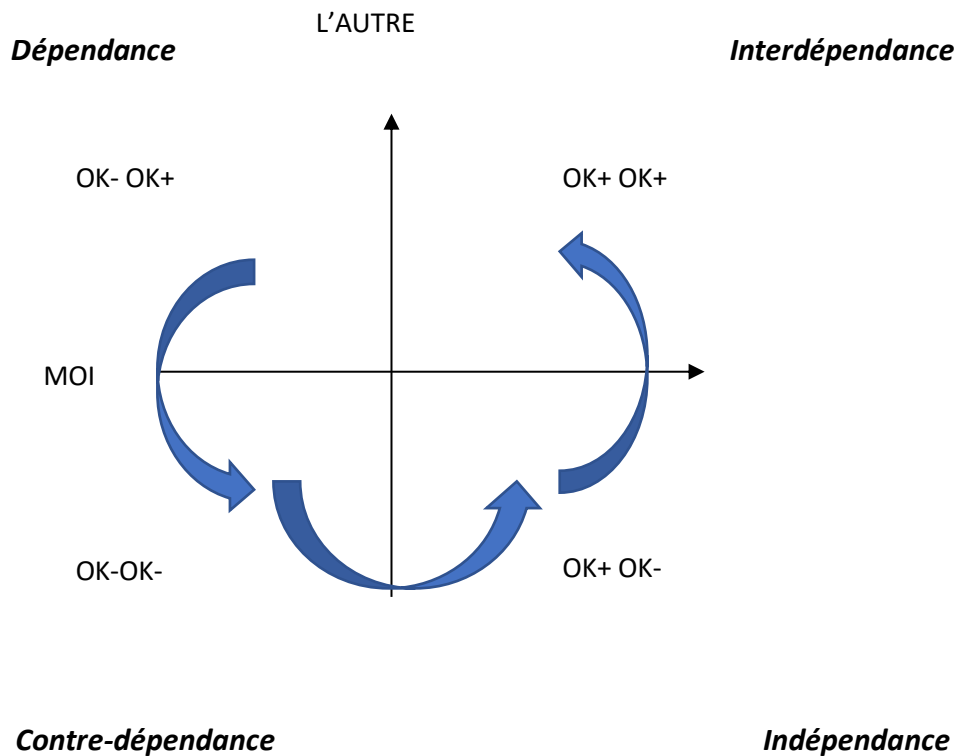 L’AUTRE
Dépendance
Interdépendance
OK- OK+
OK+ OK+
MOI
OK-OK-
OK+ OK-
Contre-dépendance
Indépendance